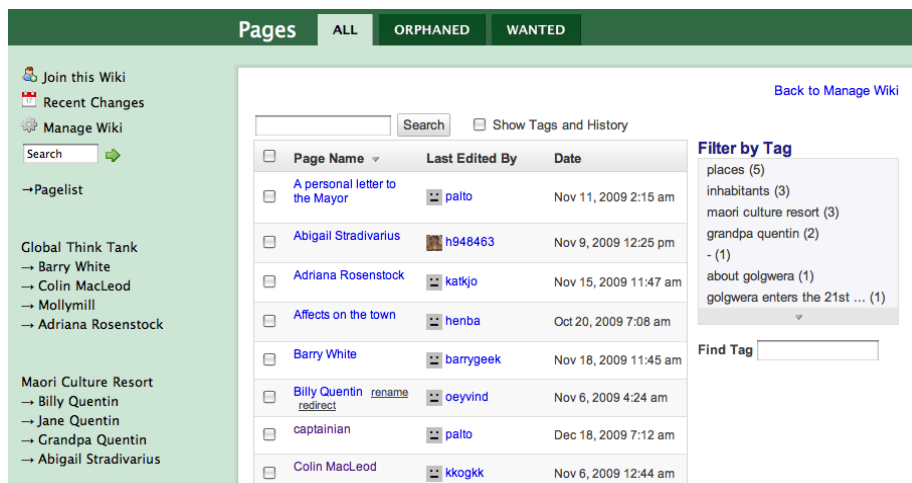 Pages ALL ORPHANED WANTED
Join this Wiki
Recent Changes
Manage Wiki
Search
→Pagelist
Global Think Tank
→ Barry White
→ Colin MacLeod
→ Mollymill
→ Adriana Rosenstock
Maori Culture Resort
→ Billy Quentin
→ Jane Quentin
→ Grandpa Quentin
→ Abigail Stradivarius
Back to Manage Wiki
Search Show Tags and History
Page Name Last Edited By Date
A personal letter to
the Mayor palto Nov 11, 2009 2:15 am
Abigail Stradivarius h948463 Nov 9, 2009 12:25 pm
Adriana Rosenstock katkjo Nov 15, 2009 11:47 am
Affects on the town henba Oct 20, 2009 7:08 am
Barry White barrygeek Nov 18, 2009 11:45 am
Billy Quentin rename
redirect oeyvind Nov 6, 2009 4:24 am
captainian palto Dec 18, 2009 7:12 am
Colin MacLeod kkogkk Nov 6, 2009 12:44 am
Filter by Tag
places (5)
inhabitants (3)
maori culture resort (3)
grandpa quentin (2)
- (1)
about golgwera (1)
golgwera enters the 21st ... (1)
Find Tag